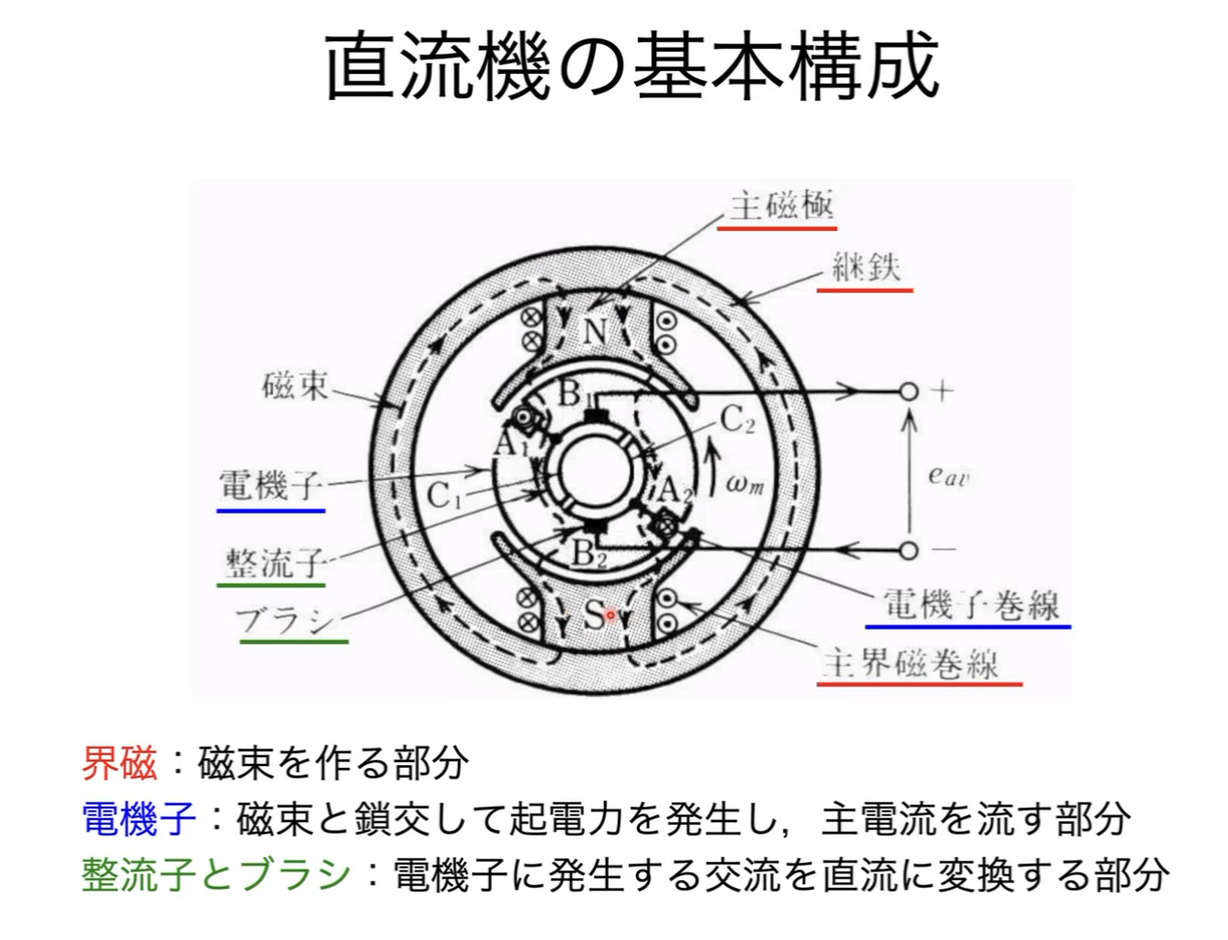 直流機の基本構成
主磁極
継鉄
N
磁束
B₁
+
C₂
A₁
電機子
C₁
A₂
ωₘ
eₐᵥ
整流子
B₂
−
ブラシ
S
電機子巻線
主界磁巻線
界磁：磁束を作る部分
電機子：磁束と鎖交して起電力を発生し，主電流を流す部分
整流子とブラシ：電機子に発生する交流を直流に変換する部分